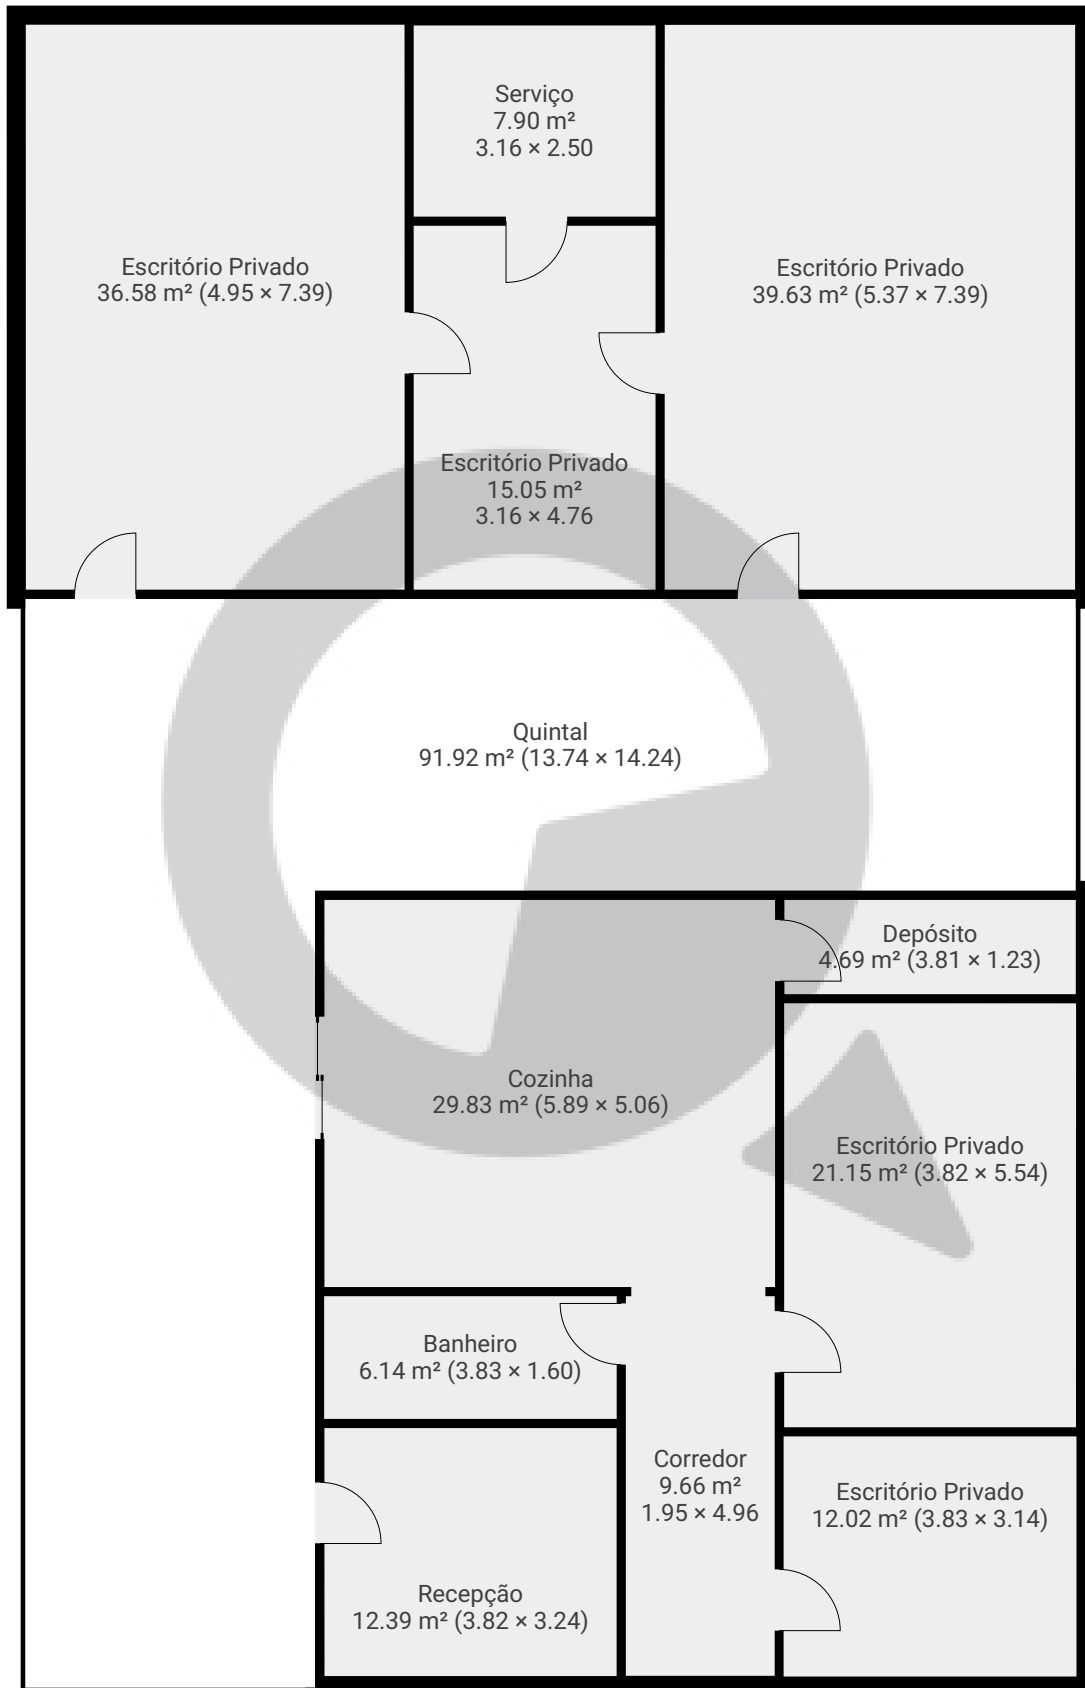 Serviço
7.90 m²
3.16 × 2.50
Escritório Privado
36.58 m² (4.95 × 7.39)
Escritório Privado
39.63 m² (5.37 × 7.39)
Escritório Privado
15.05 m²
3.16 × 4.76
Quintal
91.92 m² (13.74 × 14.24)
Depósito
4.69 m² (3.81 × 1.23)
Cozinha
29.83 m² (5.89 × 5.06)
Escritório Privado
21.15 m² (3.82 × 5.54)
Banheiro
6.14 m² (3.83 × 1.60)
Corredor
9.66 m²
1.95 × 4.96
Escritório Privado
12.02 m² (3.83 × 3.14)
Recepção
12.39 m² (3.82 × 3.24)